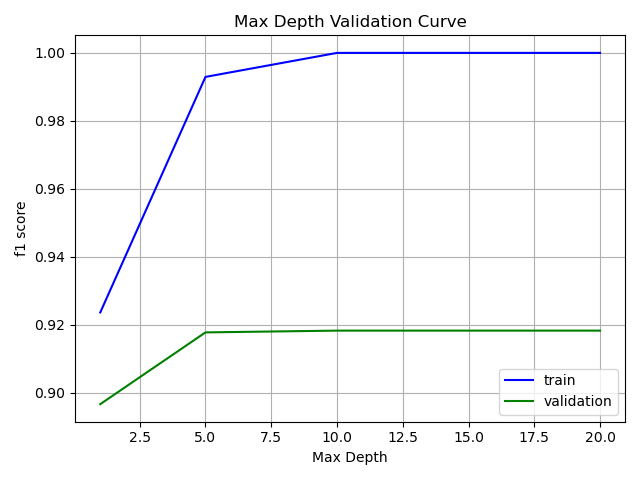 Max Depth Validation Curve
1.00
0.98
0.96
0.94
0.92
0.90
f1 score
train
validation
2.5 5.0 7.5 10.0 12.5 15.0 17.5 20.0
Max Depth